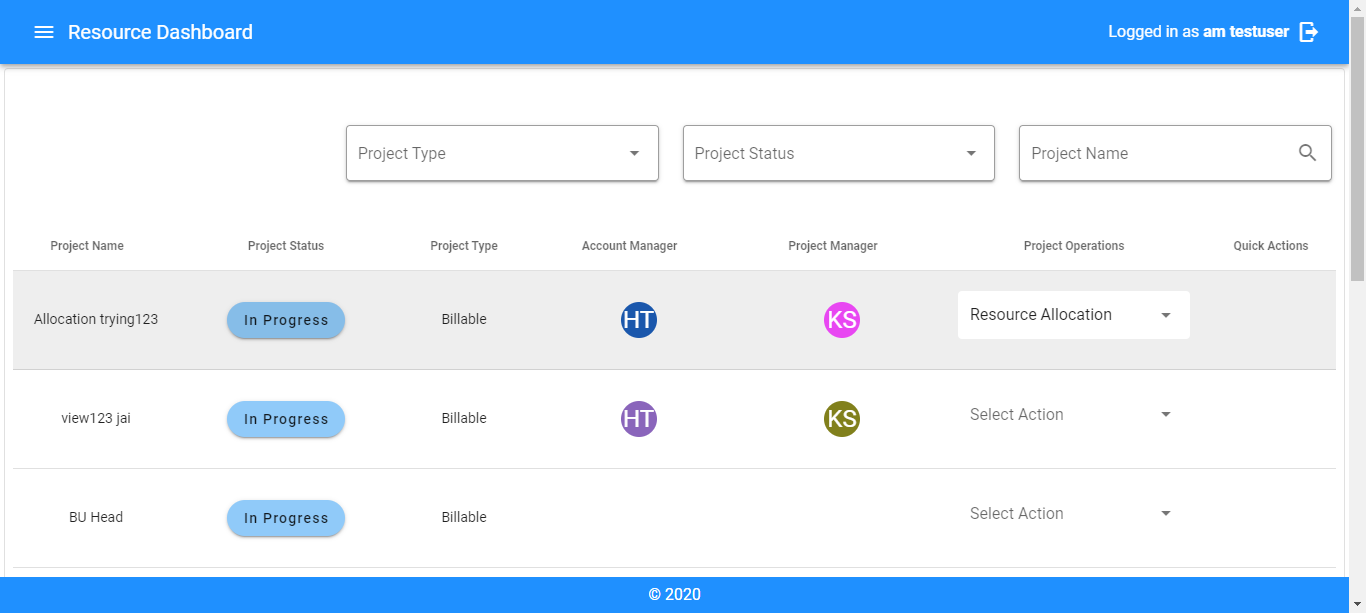 Resource Dashboard Logged in as am testuser
Project Type Project Status Project Name
Project Name Project Status Project Type Account Manager Project Manager Project Operations Quick Actions
Allocation trying123 In Progress Billable HT KS Resource Allocation
view123 jai In Progress Billable HT KS Select Action
BU Head In Progress Billable Select Action
© 2020